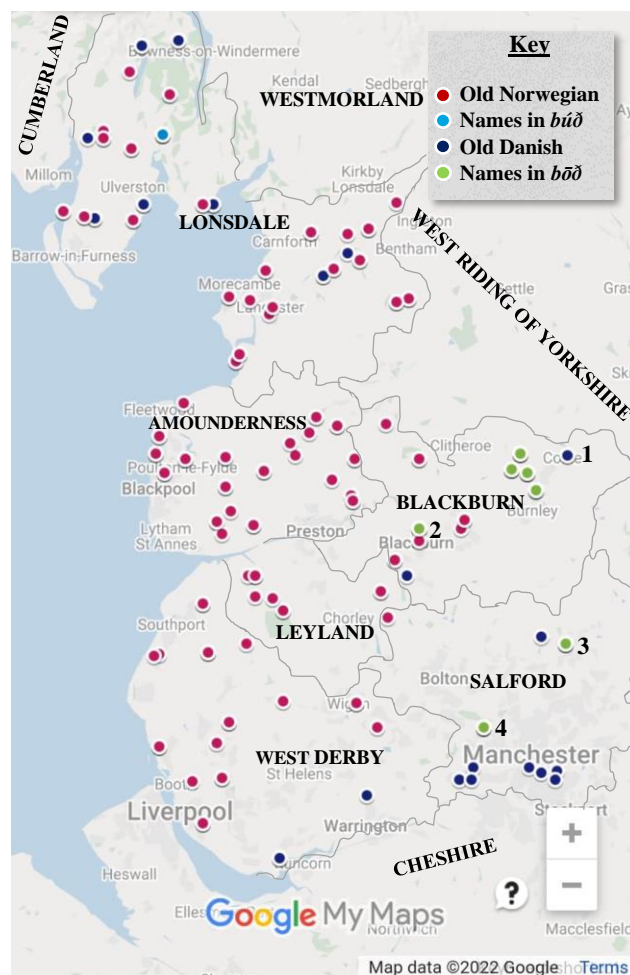 Key
Old Norwegian
Names in búð
Old Danish
Names in bōð
CUMBERLAND
Bowness-on-Windermere
Kendal
Sedbergh
WESTMORLAND
Millom
Ulverston
Kirkby
Lonsdale
LONSDALE
Carnforth
Bentham
Barrow-in-Furness
WEST RIDING OF YORKSHIRE
Morecambe
Lancaster
Fleetwood
AMOUNDERNESS
Clitheroe
1
Poulton-le-Fylde
Blackpool
BLACKBURN
Burnley
Lytham
St Annes
Preston
2
Blackburn
Southport
Chorley
LEYLAND
3
Bolton
SALFORD
Wigan
4
WEST DERBY
Manchester
St Helens
Liverpool
Warrington
Stockport
CHESHIRE
Runcorn
Heswall
+
−
?
Google My Maps
Northwich
Macclesfield
Map data ©2022 Google Terms